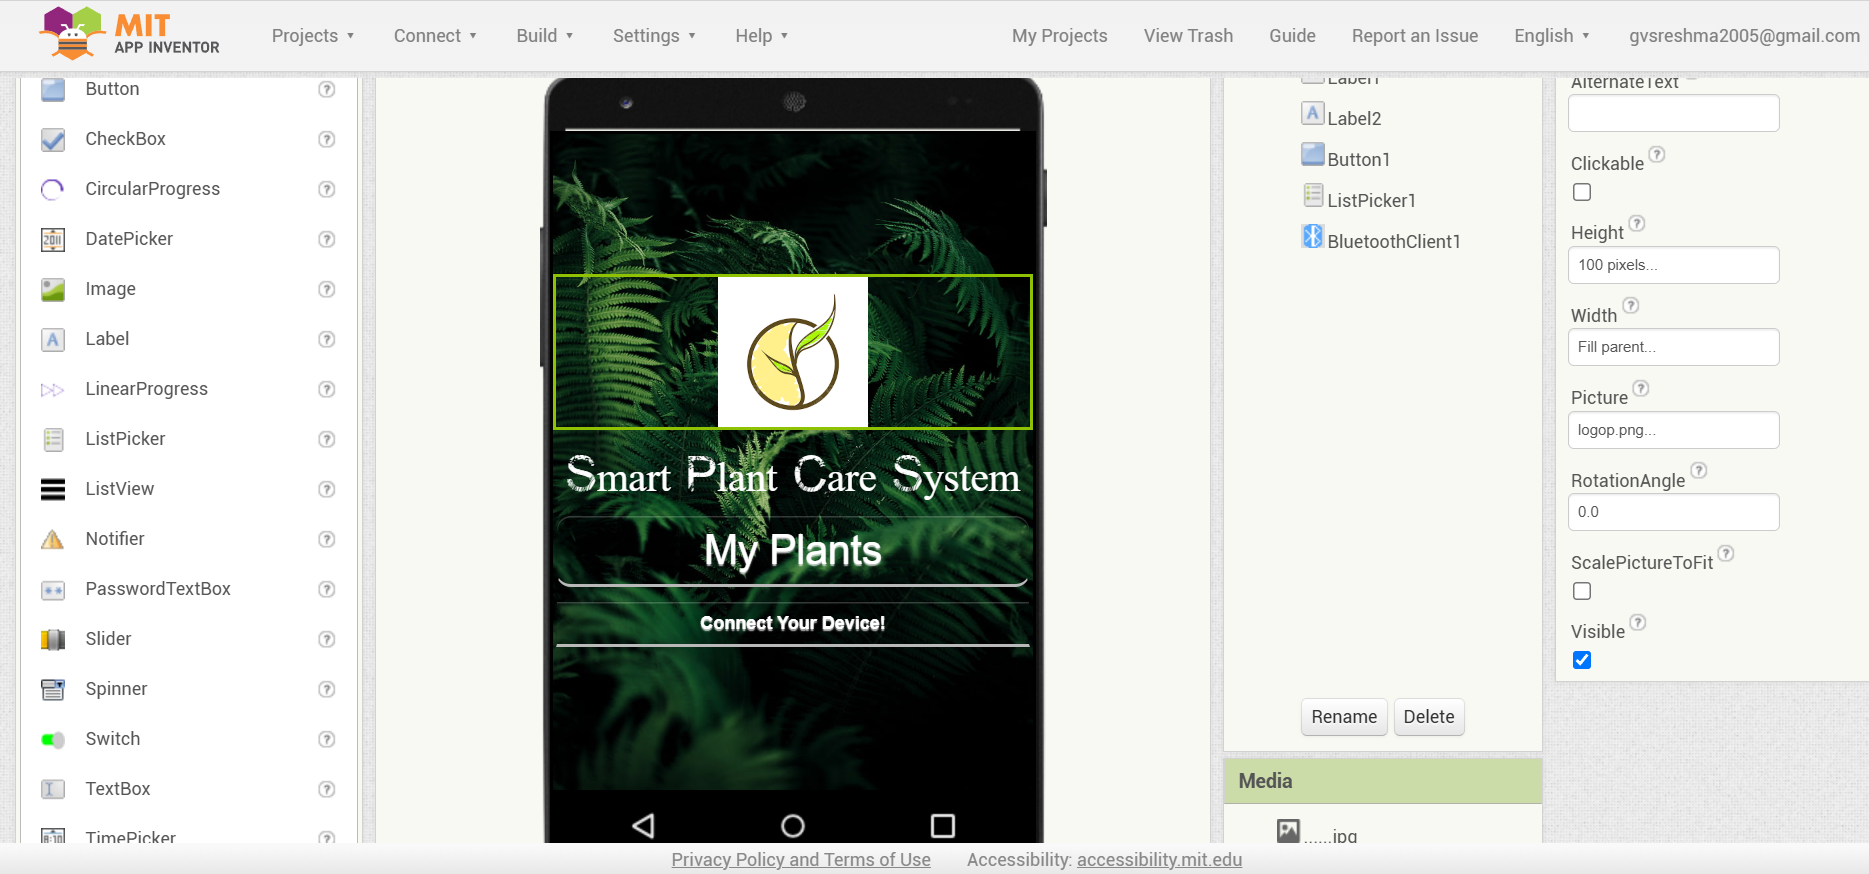 MIT
APP INVENTOR
Projects
Connect
Build
Settings
Help
My Projects
View Trash
Guide
Report an Issue
English
gvsreshma2005@gmail.com
Button
CheckBox
CircularProgress
DatePicker
Image
Label
LinearProgress
ListPicker
ListView
Notifier
PasswordTextBox
Slider
Spinner
Switch
TextBox
TimePicker
Smart Plant Care System
My Plants
Connect Your Device!
Label1
Label2
Button1
ListPicker1
BluetoothClient1
Rename
Delete
Media
......jpg
AlternateText
Clickable
Height
100 pixels...
Width
Fill parent...
Picture
logop.png...
RotationAngle
0.0
ScalePictureToFit
Visible
Privacy Policy and Terms of Use
Accessibility: accessibility.mit.edu